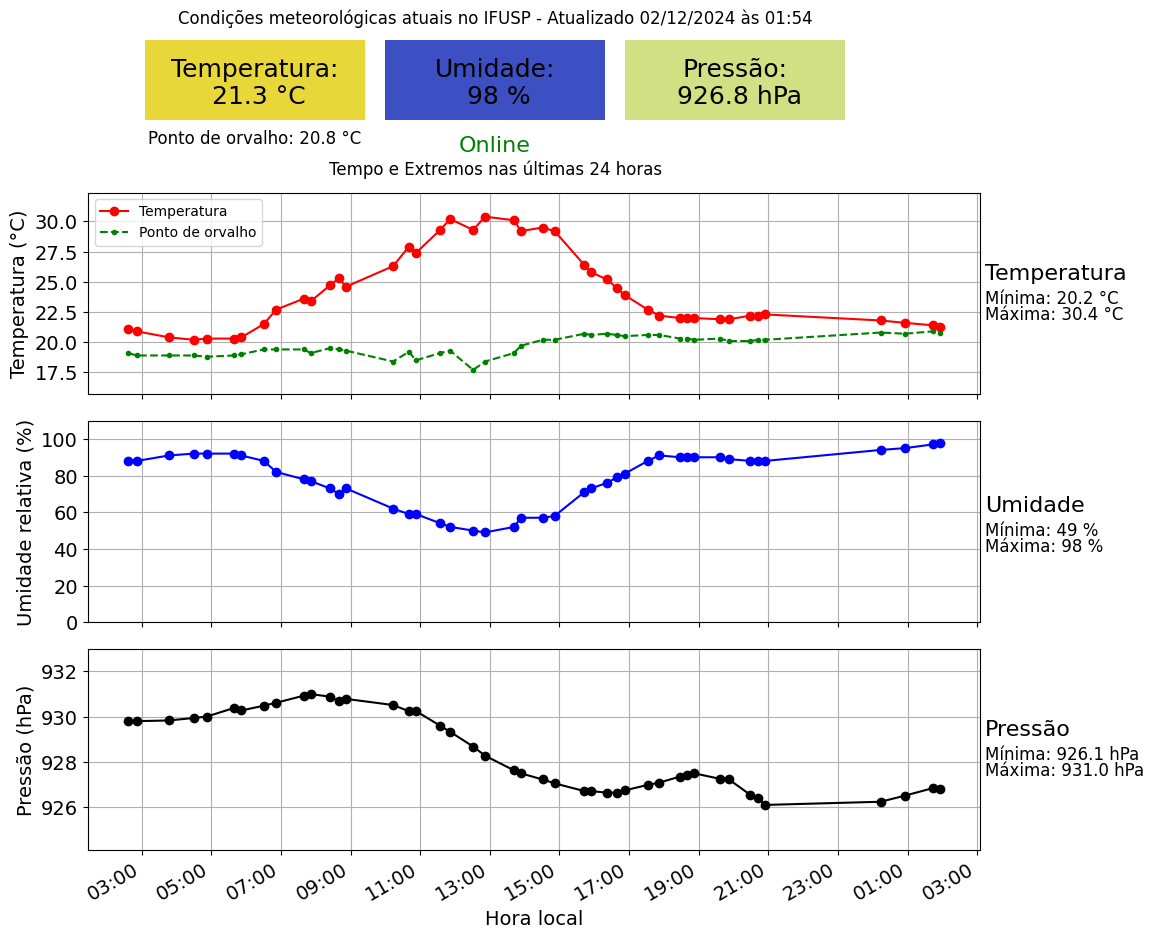 Condições meteorológicas atuais no IFUSP - Atualizado 02/12/2024 às 01:54
Temperatura:
21.3 °C
Umidade:
98 %
Pressão:
926.8 hPa
Ponto de orvalho: 20.8 °C
Online
Tempo e Extremos nas últimas 24 horas
Temperatura (°C)
30.0
27.5
25.0
22.5
20.0
17.5
Temperatura
Ponto de orvalho
Temperatura
Mínima: 20.2 °C
Máxima: 30.4 °C
Umidade relativa (%)
100
80
60
40
20
0
Umidade
Mínima: 49 %
Máxima: 98 %
Pressão (hPa)
932
930
928
926
Pressão
Mínima: 926.1 hPa
Máxima: 931.0 hPa
03:00
05:00
07:00
09:00
11:00
13:00
15:00
17:00
19:00
21:00
23:00
01:00
03:00
Hora local